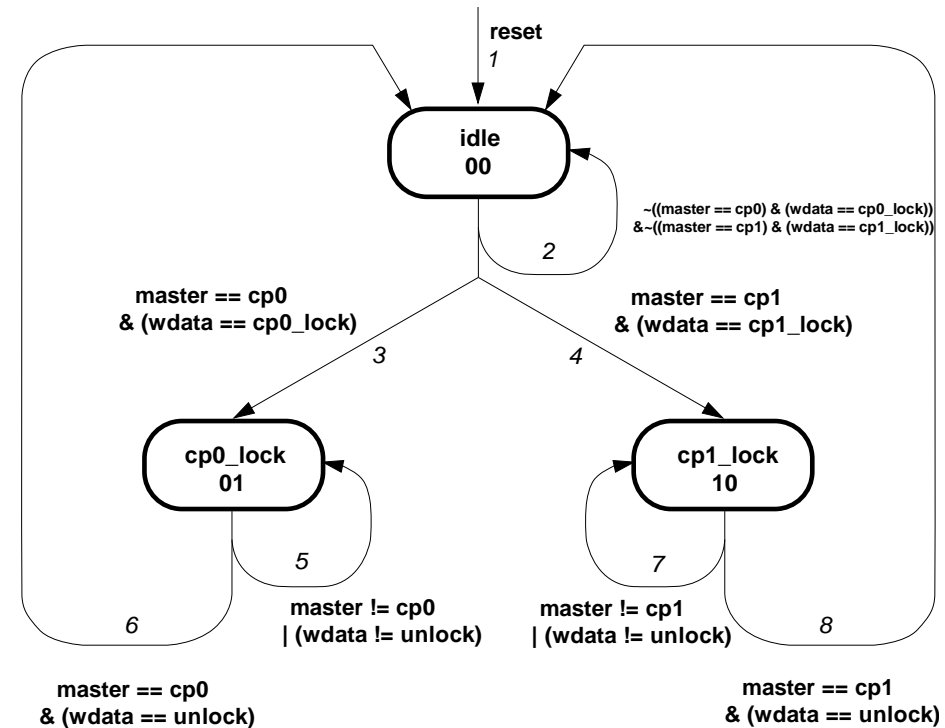 reset
1
idle
00
~((master == cp0) & (wdata == cp0_lock))
&~((master == cp1) & (wdata == cp1_lock))
2
master == cp0
& (wdata == cp0_lock)
master == cp1
& (wdata == cp1_lock)
3
4
cp0_lock
01
cp1_lock
10
5
7
master != cp0
| (wdata != unlock)
master != cp1
| (wdata != unlock)
6
8
master == cp0
& (wdata == unlock)
master == cp1
& (wdata == unlock)